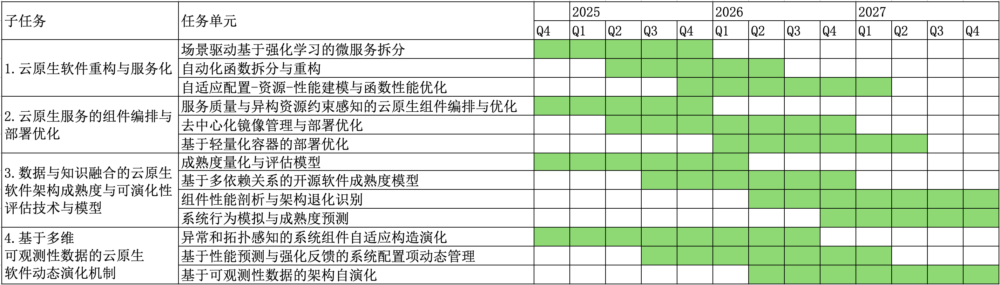 子任务
任务单元
2025
2026
2027
Q4
Q1
Q2
Q3
Q4
Q1
Q2
Q3
Q4
Q1
Q2
Q3
Q4
1.云原生软件重构与服务化
场景驱动基于强化学习的微服务拆分
自动化函数拆分与重构
自适应配置-资源-性能建模与函数性能优化
2.云原生服务的组件编排与
部署优化
服务质量与异构资源约束感知的云原生组件编排与优化
去中心化镜像管理与部署优化
基于轻量化容器的部署优化
3.数据与知识融合的云原生
软件架构成熟度与可演化性
评估技术与模型
成熟度量化与评估模型
基于多依赖关系的开源软件成熟度模型
组件性能剖析与架构退化识别
系统行为模拟与成熟度预测
4.基于多维
可观测性数据的云原生
软件动态演化机制
异常和拓扑感知的系统组件自适应构造演化
基于性能预测与强化反馈的系统配置项动态管理
基于可观测性数据的架构自演化